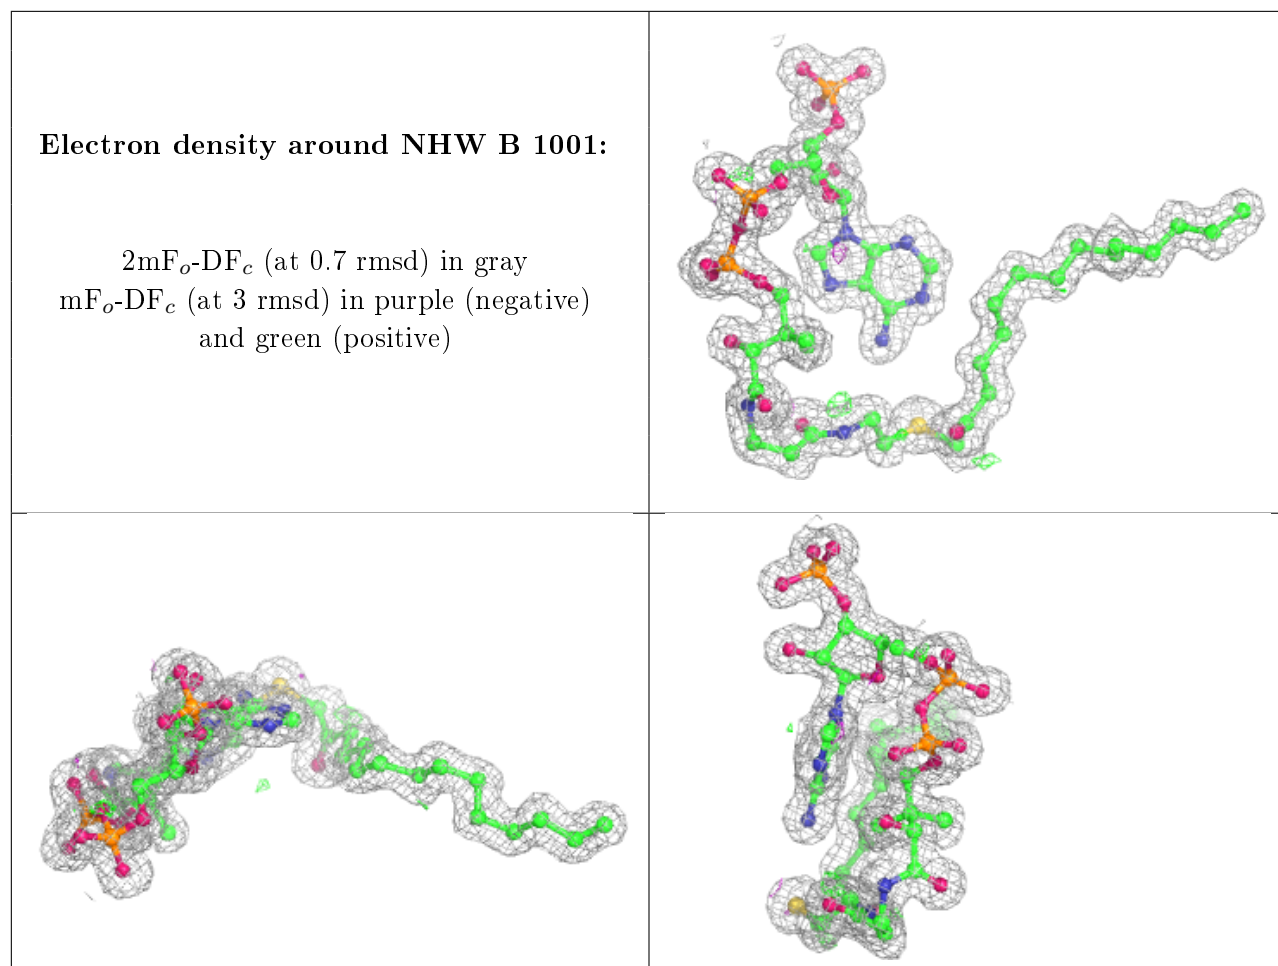 Electron density around NHW B 1001:
2mFo-DFc (at 0.7 rmsd) in gray
mFo-DFc (at 3 rmsd) in purple (negative)
and green (positive)